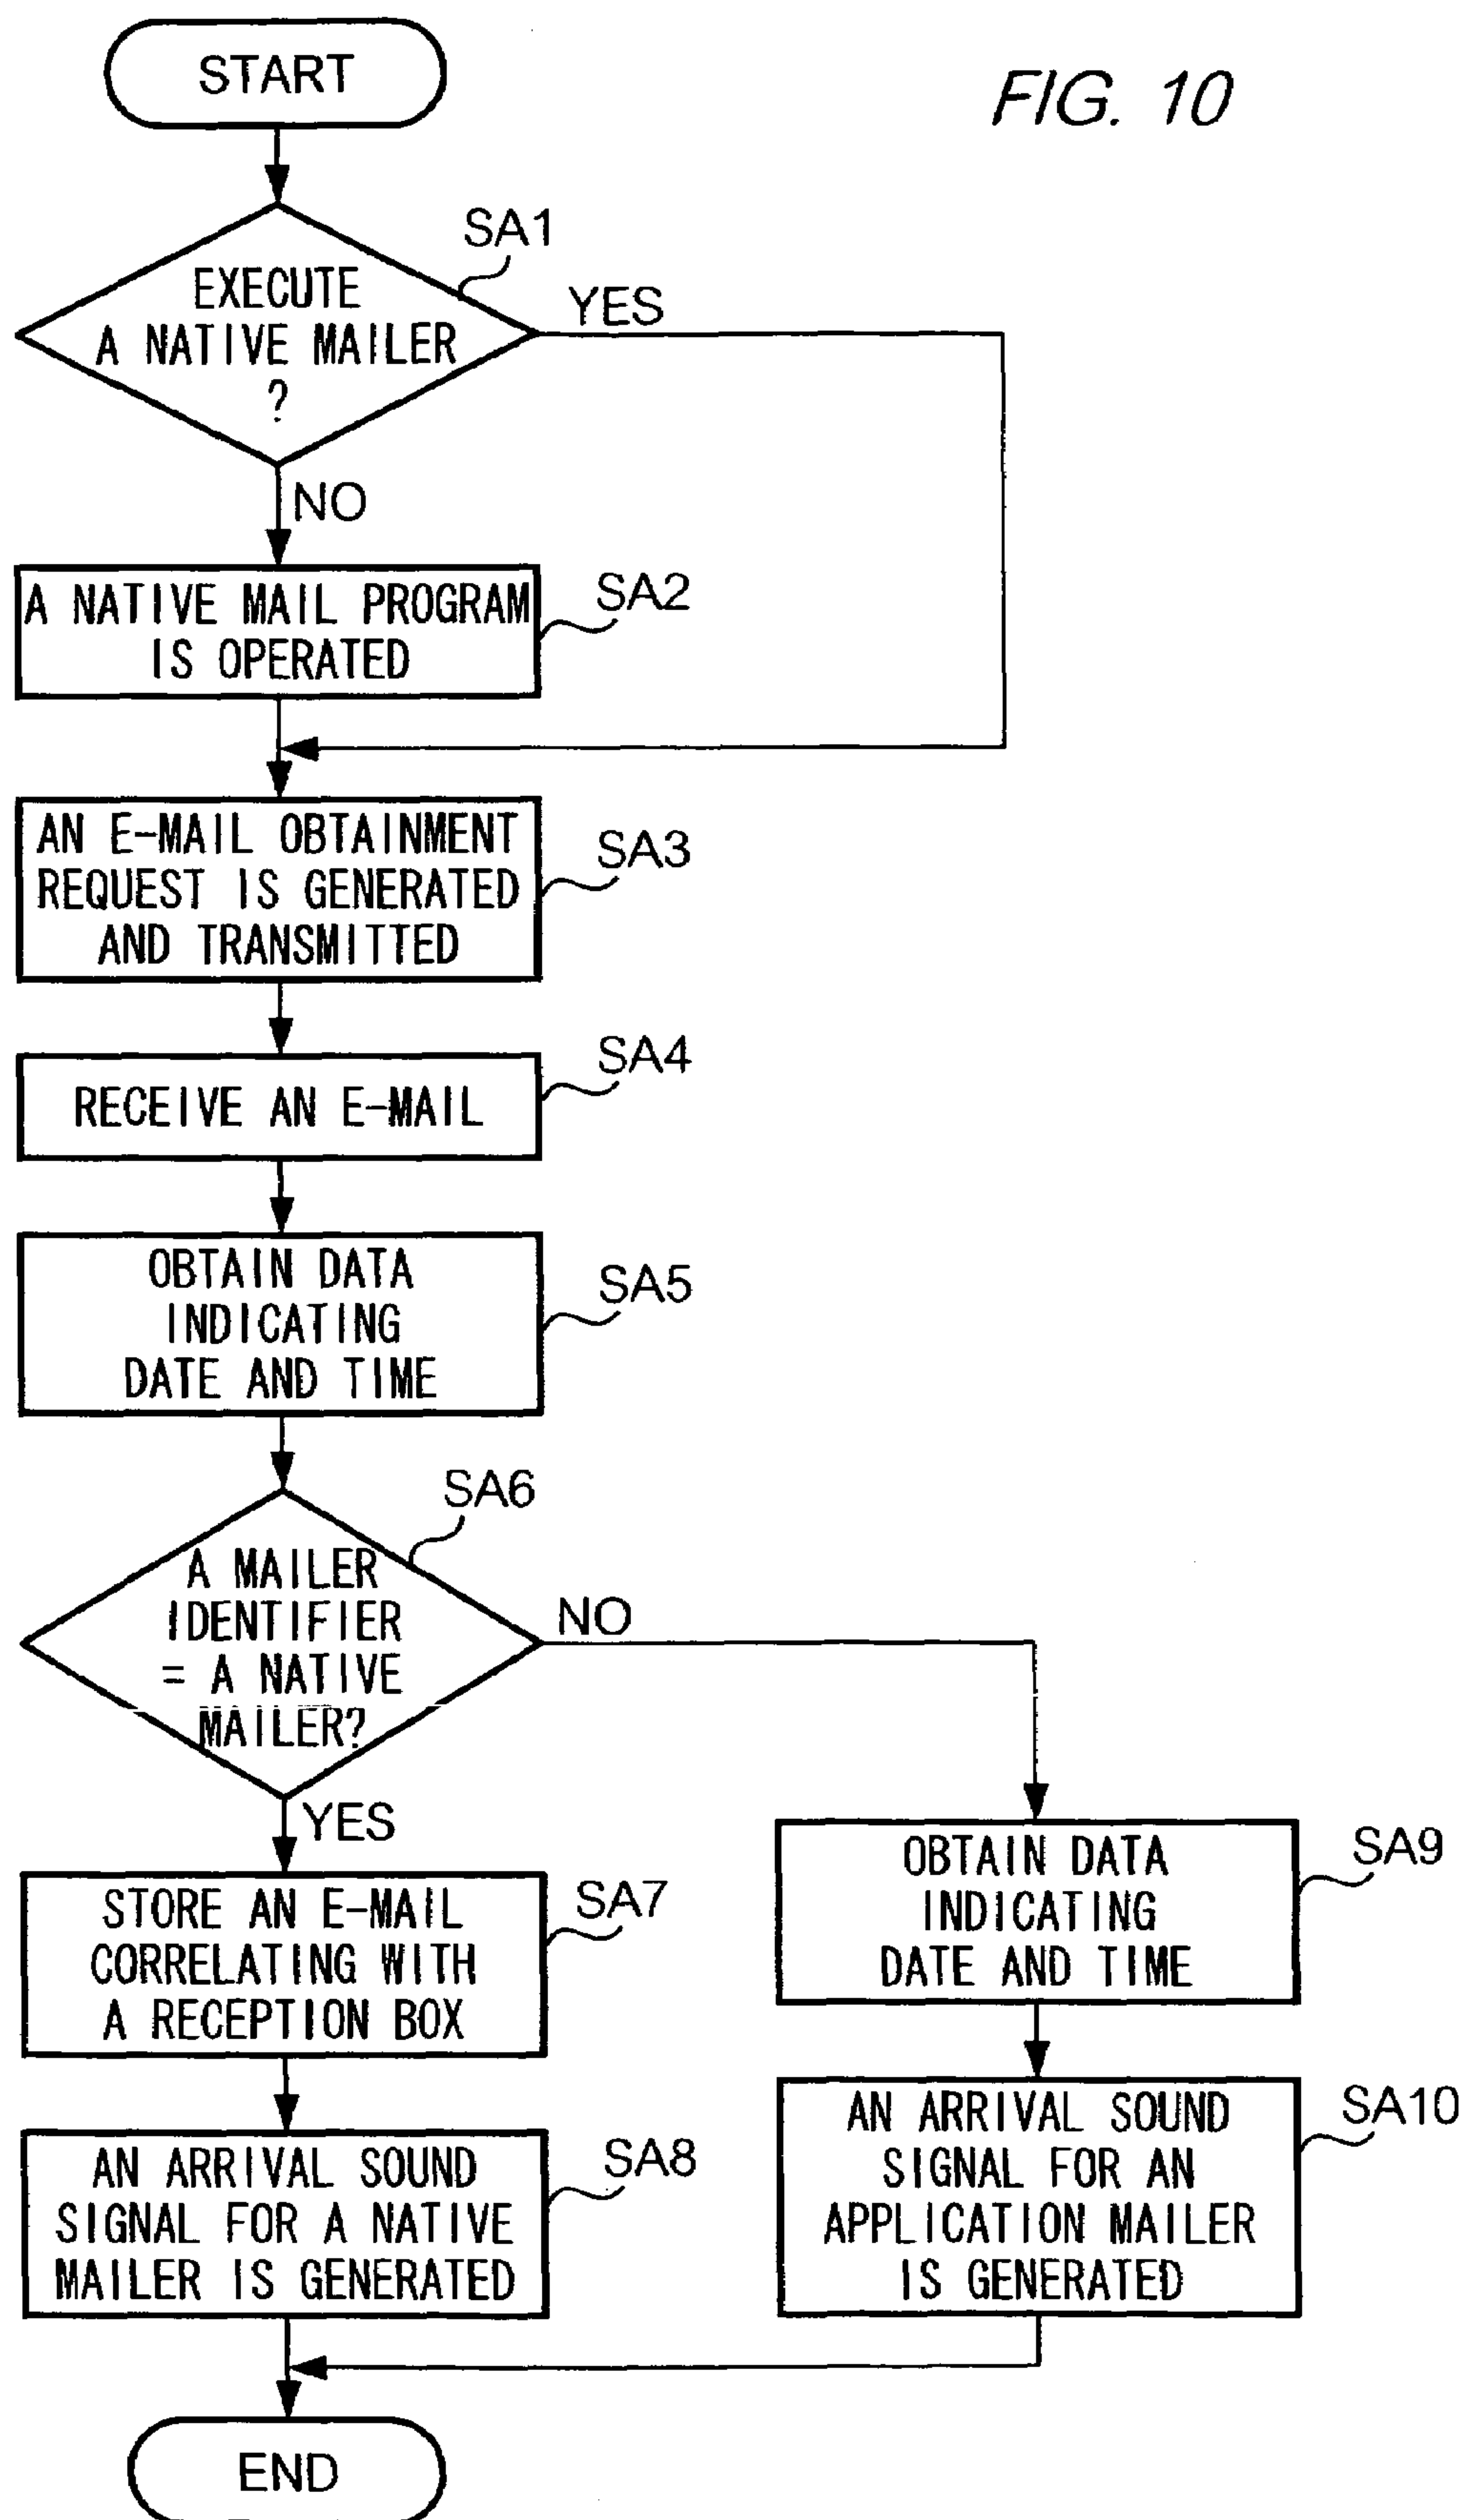 START
FIG. 10
SA1
EXECUTE
A NATIVE MAILER
?
YES
NO
A NATIVE MAIL PROGRAM
IS OPERATED
SA2
AN E-MAIL OBTAINMENT
REQUEST IS GENERATED
AND TRANSMITTED
SA3
RECEIVE AN E-MAIL
SA4
OBTAIN DATA
INDICATING
DATE AND TIME
SA5
SA6
A MAILER
IDENTIFIER
= A NATIVE
MAILER?
NO
YES
STORE AN E-MAIL
CORRELATING WITH
A RECEPTION BOX
SA7
OBTAIN DATA
INDICATING
DATE AND TIME
SA9
AN ARRIVAL SOUND
SIGNAL FOR A NATIVE
MAILER IS GENERATED
SA8
AN ARRIVAL SOUND
SIGNAL FOR AN
APPLICATION MAILER
IS GENERATED
SA10
END